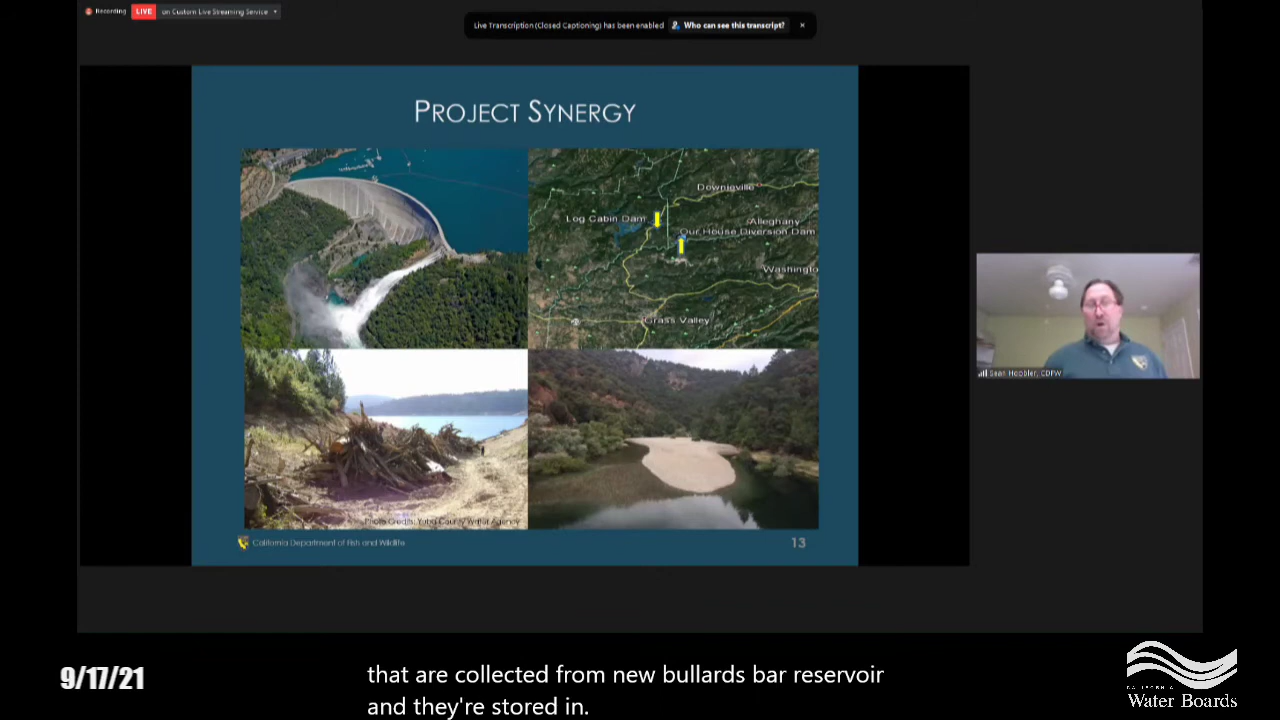 Recording
LIVE
on Custom Live Streaming Service
Live Transcription (Closed Captioning) has been enabled
Who can see this transcript?
PROJECT SYNERGY
Downieville
Log Cabin Dam
Alleghany
Our House Diversion Dam
Washingto
Grass Valley
Photo Credits: Yuba County Water Agency
California Department of Fish and Wildlife
13
Sean Hoobler, CDFW
9/17/21
that are collected from new bullards bar reservoir
and they're stored in.
CALIFORNIA
Water Boards